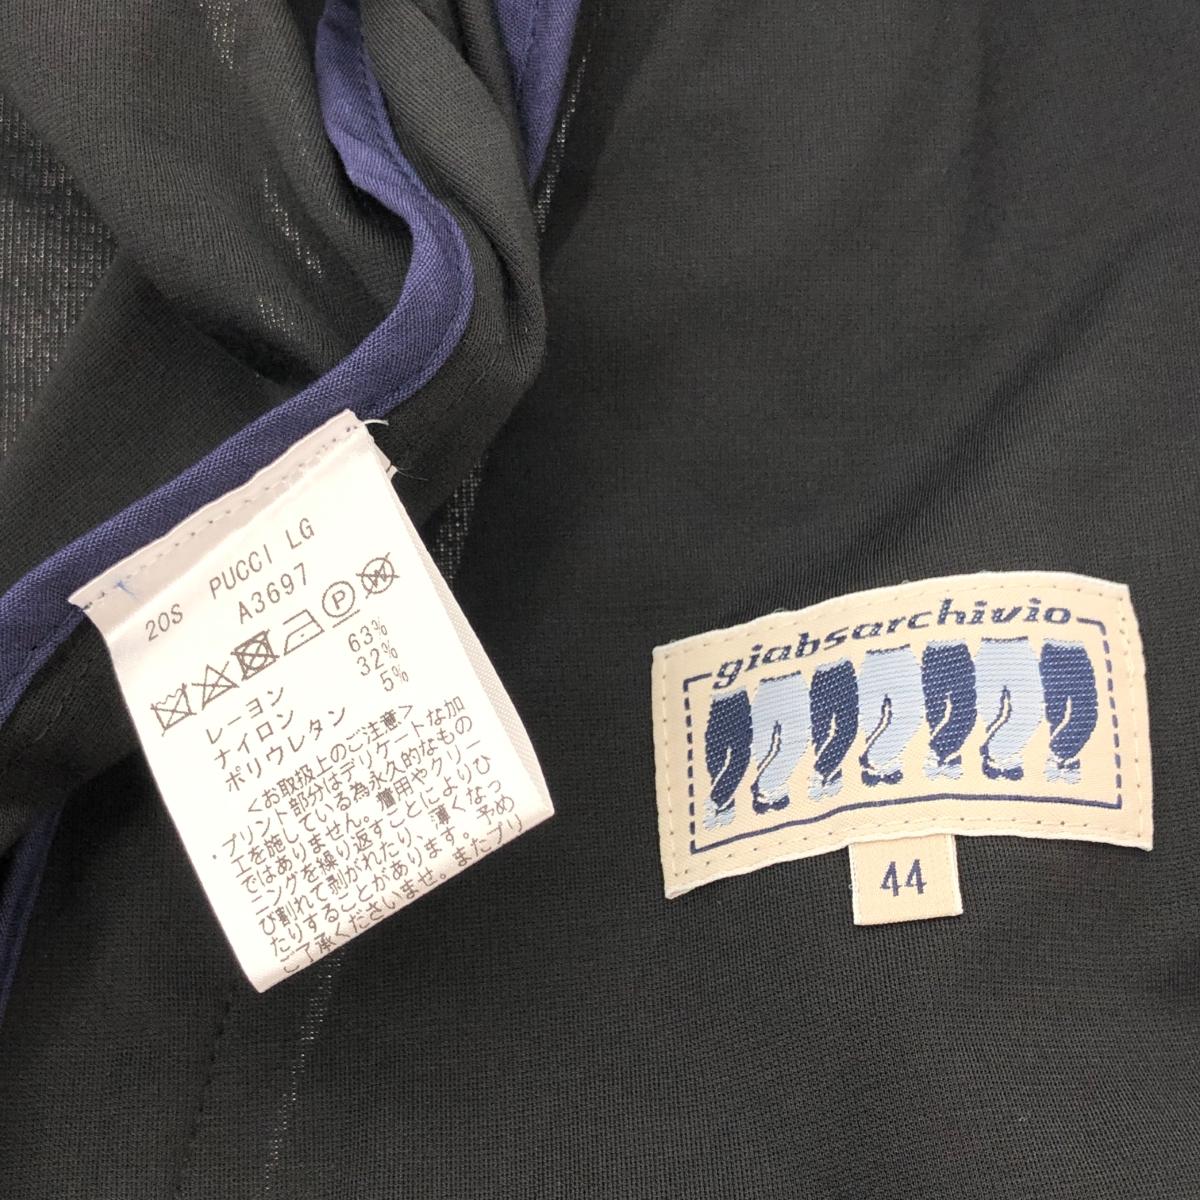 20S PUCCI LG
A3697
レーヨン 63%
ナイロン 32%
ポリウレタン 5%
<お取扱上のご注意>
・プリント部分はデリケートな加
工を施している為永久的なもの
ではありません。着用やクリー
ニングを繰り返すことによりひ
び割れて剥がれたり、薄くなっ
たりすることがあります。予め
ご了承くださいませ。またプリ
giabsarchivio
44